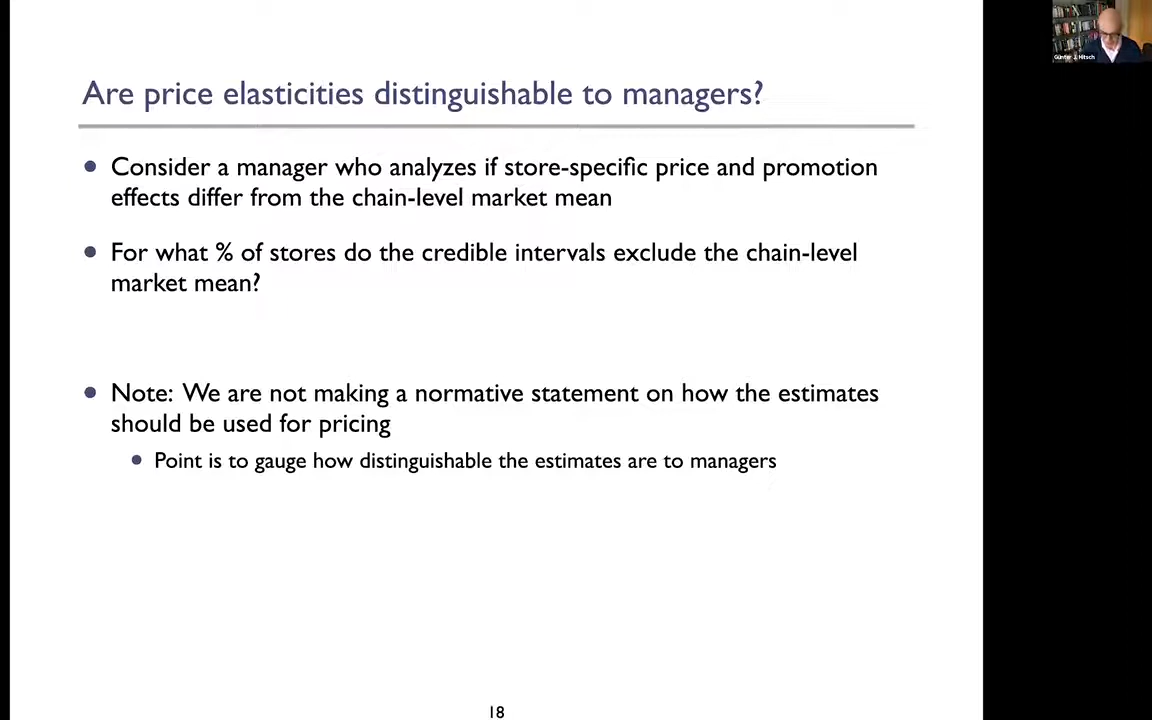 Are price elasticities distinguishable to managers?
Consider a manager who analyzes if store-specific price and promotion
effects differ from the chain-level market mean
For what % of stores do the credible intervals exclude the chain-level
market mean?
Note: We are not making a normative statement on how the estimates
should be used for pricing
Point is to gauge how distinguishable the estimates are to managers
18
Günter J. Hitsch